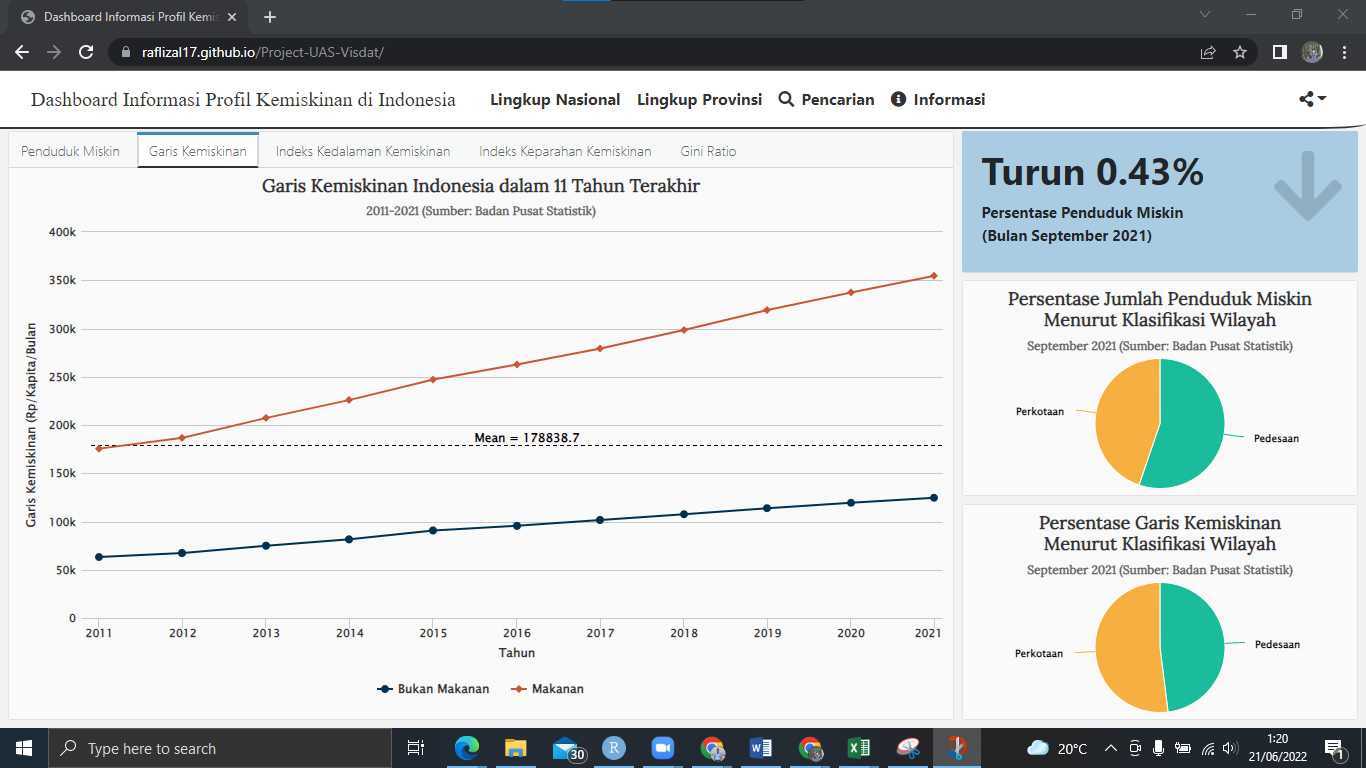 Dashboard Informasi Profil Kemis
raflizal17.github.io/Project-UAS-Visdat/
Dashboard Informasi Profil Kemiskinan di Indonesia
Lingkup Nasional
Lingkup Provinsi
Pencarian
Informasi
Penduduk Miskin
Garis Kemiskinan
Indeks Kedalaman Kemiskinan
Indeks Keparahan Kemiskinan
Gini Ratio
Garis Kemiskinan Indonesia dalam 11 Tahun Terakhir
2011-2021 (Sumber: Badan Pusat Statistik)
Garis Kemiskinan (Rp/Kapita/Bulan
400k
350k
300k
250k
200k
150k
100k
50k
0
Mean = 178838.7
2011
2012
2013
2014
2015
2016
2017
2018
2019
2020
2021
Tahun
Bukan Makanan
Makanan
Turun 0.43%
Persentase Penduduk Miskin
(Bulan September 2021)
Persentase Jumlah Penduduk Miskin
Menurut Klasifikasi Wilayah
September 2021 (Sumber: Badan Pusat Statistik)
Perkotaan
Pedesaan
Persentase Garis Kemiskinan
Menurut Klasifikasi Wilayah
September 2021 (Sumber: Badan Pusat Statistik)
Perkotaan
Pedesaan
Type here to search
30
R
20°C
1:20
21/06/2022
1